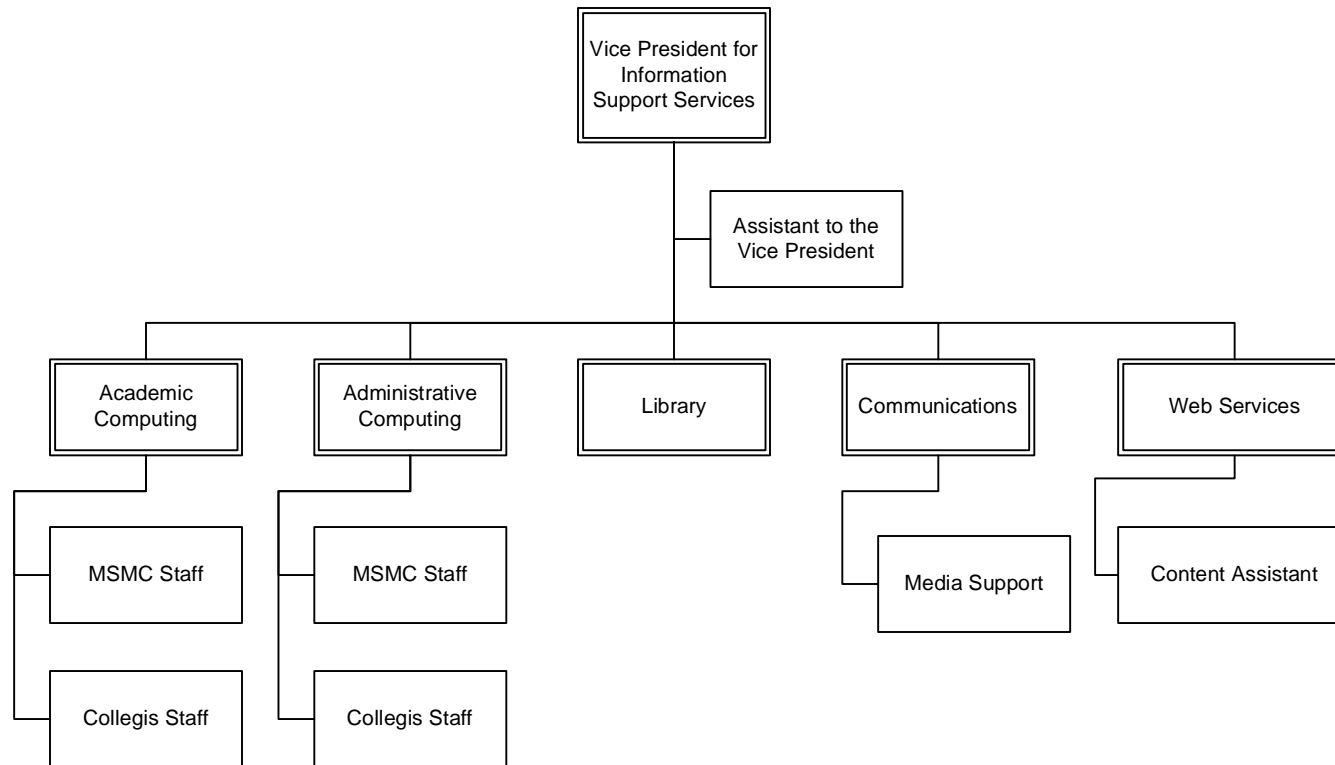 Vice President for
Information
Support Services
Assistant to the
Vice President
Academic
Computing
Administrative
Computing
Library
Communications
Web Services
MSMC Staff
MSMC Staff
Media Support
Content Assistant
Collegis Staff
Collegis Staff